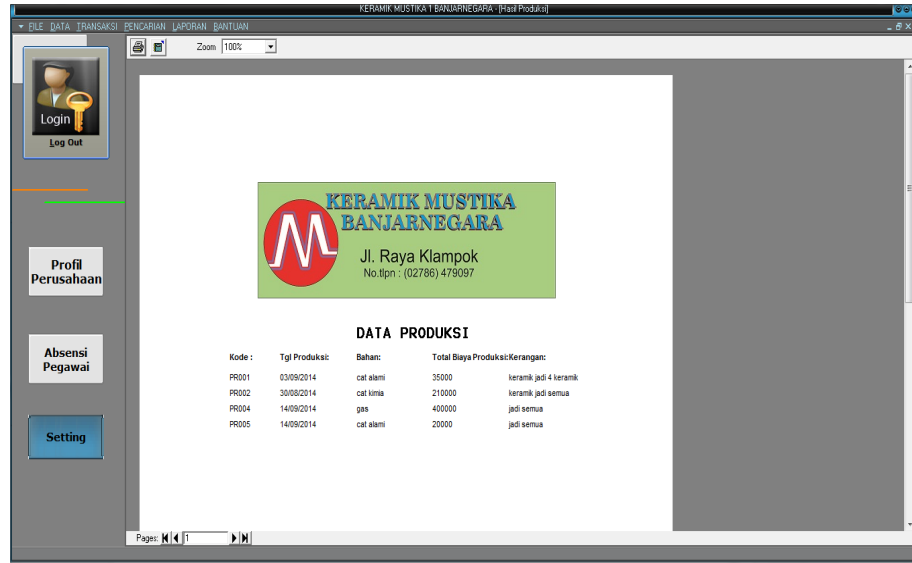 KERAMIK MUSTIKA 1 BANJARNEGARA - [Hasil Produksi]
FILE DATA TRANSAKSI PENCARIAN LAPORAN BANTUAN
Zoom 100%
Login
Log Out
Profil
Perusahaan
Absensi
Pegawai
Setting
KERAMIK MUSTIKA
BANJARNEGARA
M
Jl. Raya Klampok
No.tlpn : (02786) 479097
DATA PRODUKSI
Kode : Tgl Produksi: Bahan: Total Biaya Produksi: Kerangan:
PR001 03/09/2014 cat alami 35000 keramik jadi 4 keramik
PR002 30/08/2014 cat kimia 210000 keramik jadi semua
PR004 14/09/2014 gas 400000 jadi semua
PR005 14/09/2014 cat alami 20000 jadi semua
Pages: 1